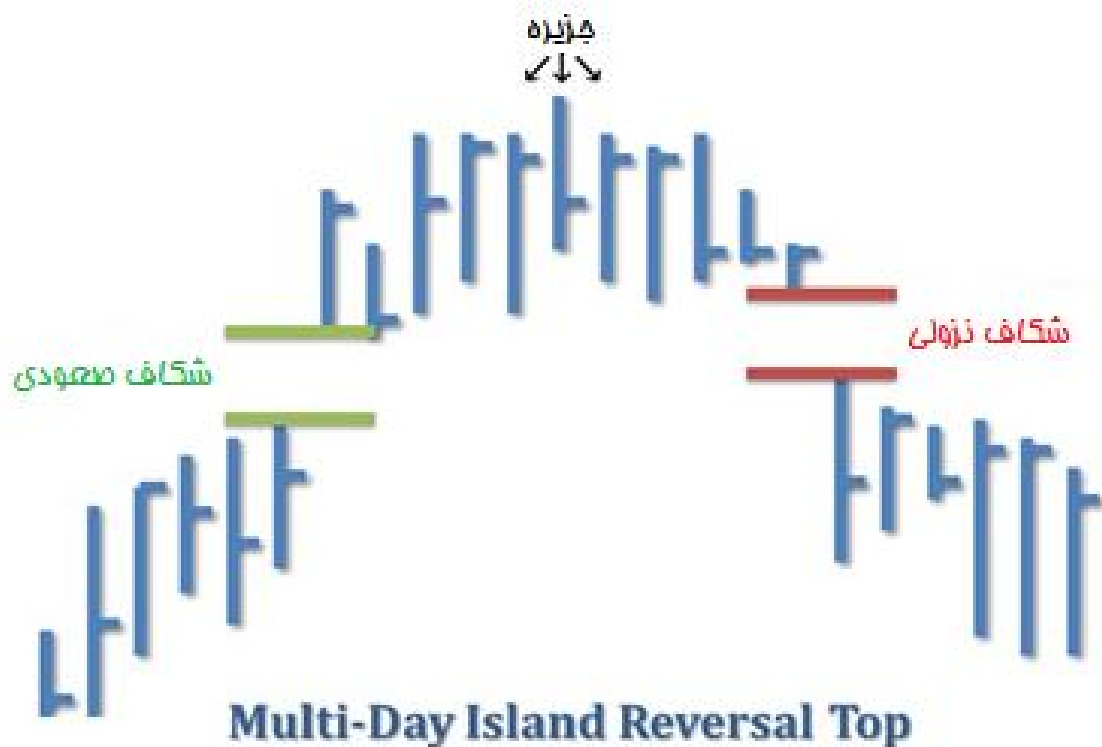 جزیره
شکاف نزولی
شکاف صعودی
Multi-Day Island Reversal Top